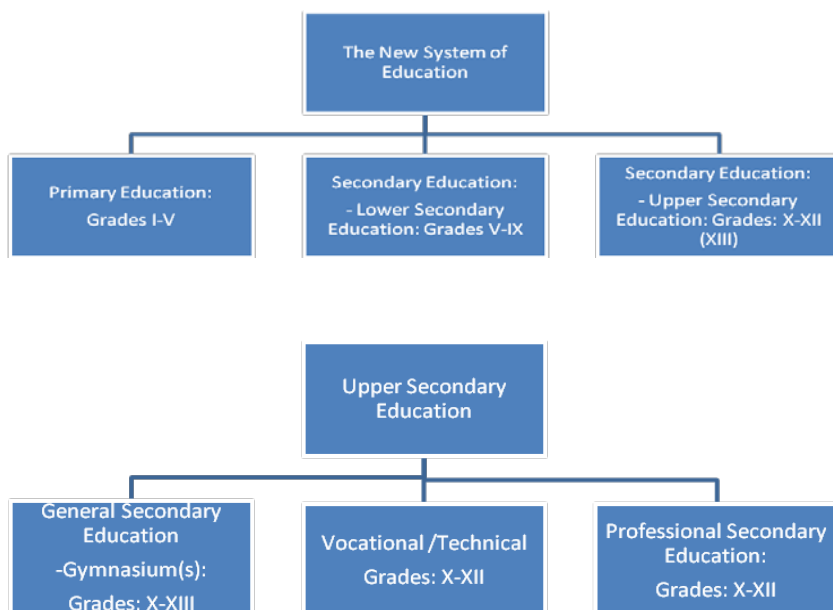 The New System of
Education
Primary Education:
Grades I-V
Secondary Education:
- Lower Secondary
Education: Grades V-IX
Secondary Education:
- Upper Secondary
Education: Grades: X-XII
(XIII)
Upper Secondary
Education
General Secondary
Education
-Gymnasium(s):
Grades: X-XIII
Vocational /Technical
Grades: X-XII
Professional Secondary
Education:
Grades: X-XII